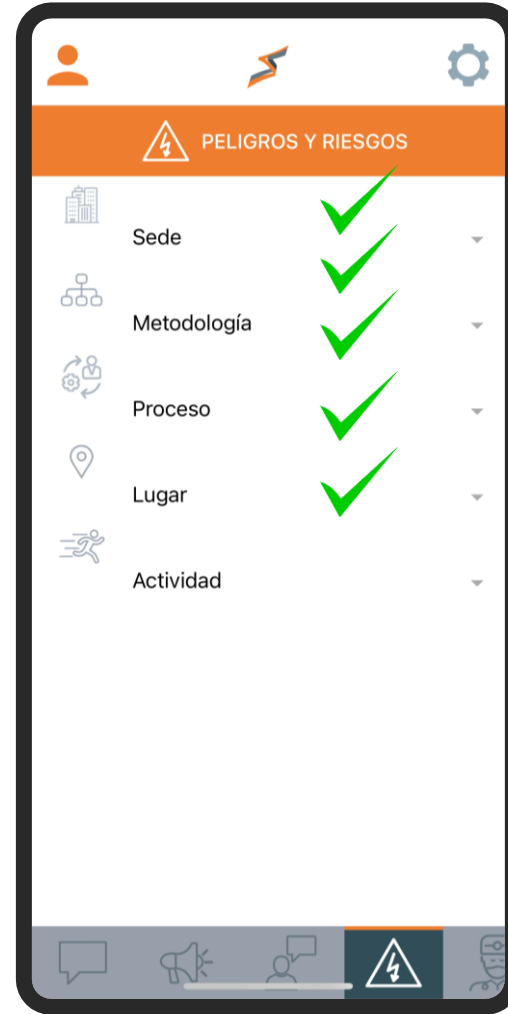 PELIGROS Y RIESGOS
Sede
Metodología
Proceso
Lugar
Actividad